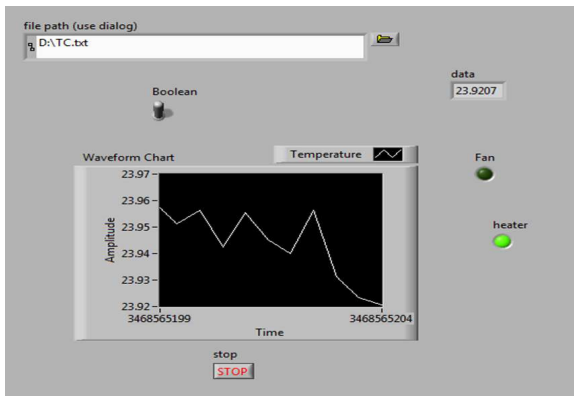 file path (use dialog)
D:\TC.txt
data
23.9207
Boolean
Waveform Chart
Temperature
Fan
heater
Amplitude
23.97
23.96
23.95
23.94
23.93
23.92
3468565199
3468565204
Time
stop
STOP